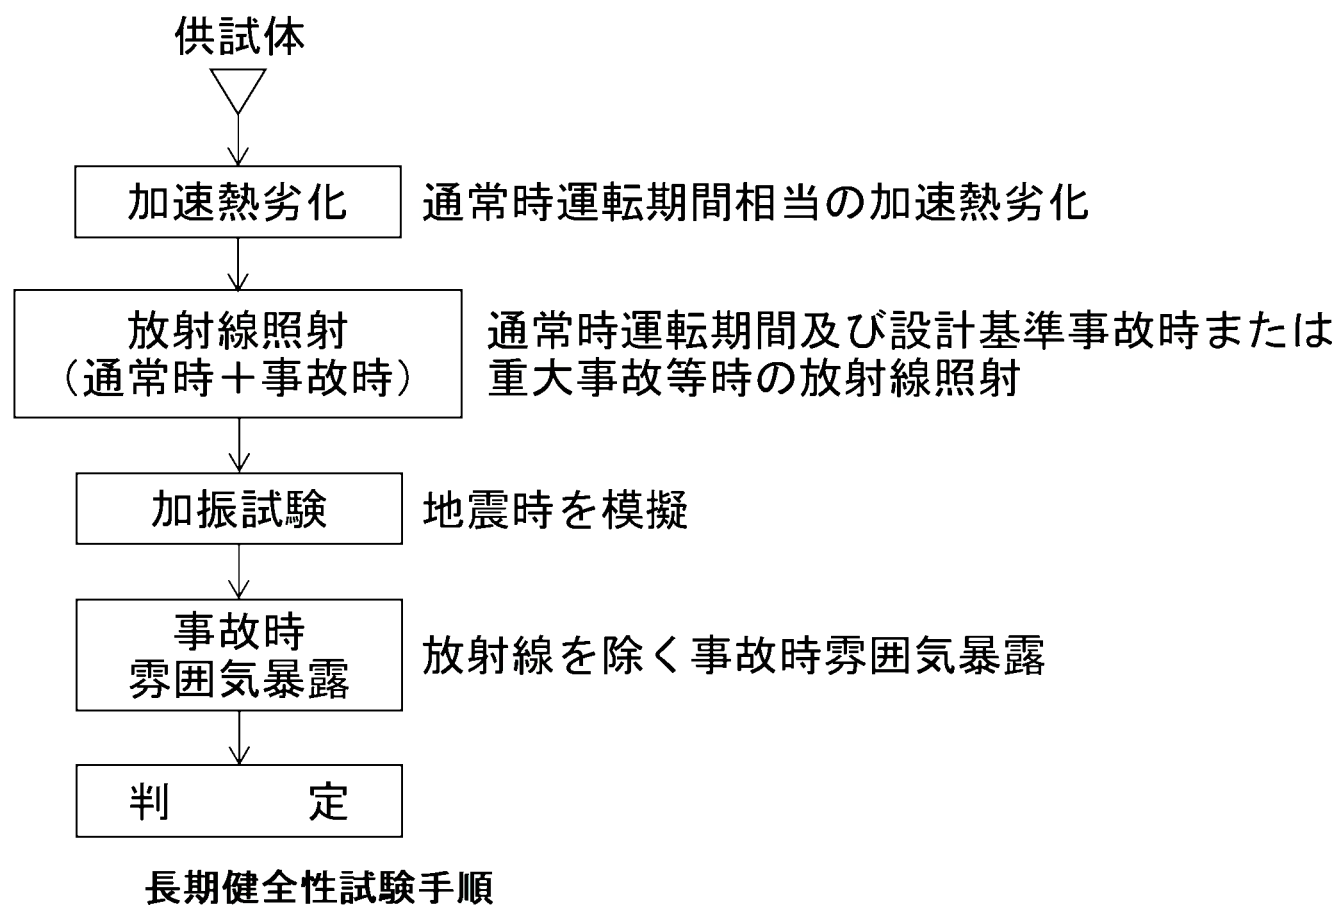 供試体
加速熱劣化
通常時運転期間相当の加速熱劣化
放射線照射
（通常時＋事故時）
通常時運転期間及び設計基準事故時または
重大事故等時の放射線照射
加振試験
地震時を模擬
事故時
雰囲気暴露
放射線を除く事故時雰囲気暴露
判　　　定
長期健全性試験手順